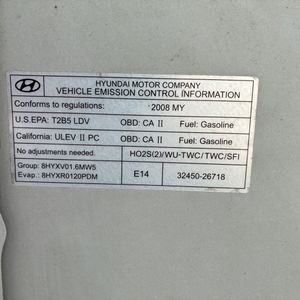 HYUNDAI MOTOR COMPANY
VEHICLE EMISSION CONTROL INFORMATION
Conforms to regulations: 2008 MY
U.S.EPA: T2B5 LDV OBD: CA II Fuel: Gasoline
California: ULEV II PC OBD: CA II Fuel: Gasoline
No adjustments needed. HO2S(2)/WU-TWC/TWC/SFI
Group: 8HYXV01.6MW5
Evap.: 8HYXR0120PDM E14 32450-26718